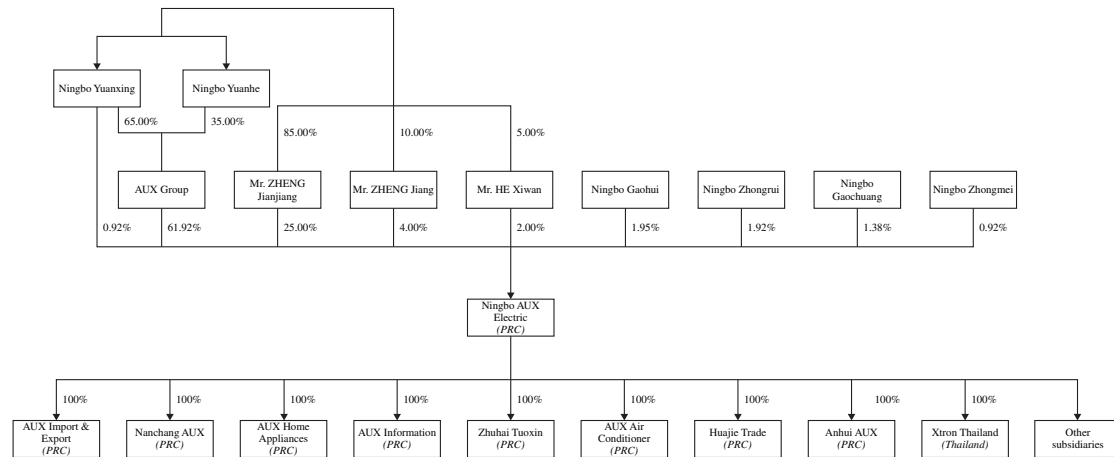 Ningbo Yuanxing
Ningbo Yuanhe
65.00%
35.00%
85.00%
10.00%
5.00%
AUX Group
Mr. ZHENG
Jianjiang
Mr. ZHENG Jiang
Mr. HE Xiwan
Ningbo Gaohui
Ningbo Zhongrui
Ningbo
Gaochuang
Ningbo Zhongmei
0.92%
61.92%
25.00%
4.00%
2.00%
1.95%
1.92%
1.38%
0.92%
Ningbo AUX
Electric
(PRC)
100%
100%
100%
100%
100%
100%
100%
100%
100%
AUX Import &
Export
(PRC)
Nanchang AUX
(PRC)
AUX Home
Appliances
(PRC)
AUX Information
(PRC)
Zhuhai Tuoxin
(PRC)
AUX Air
Conditioner
(PRC)
Huajie Trade
(PRC)
Anhui AUX
(PRC)
Xtron Thailand
(Thailand)
Other
subsidiaries